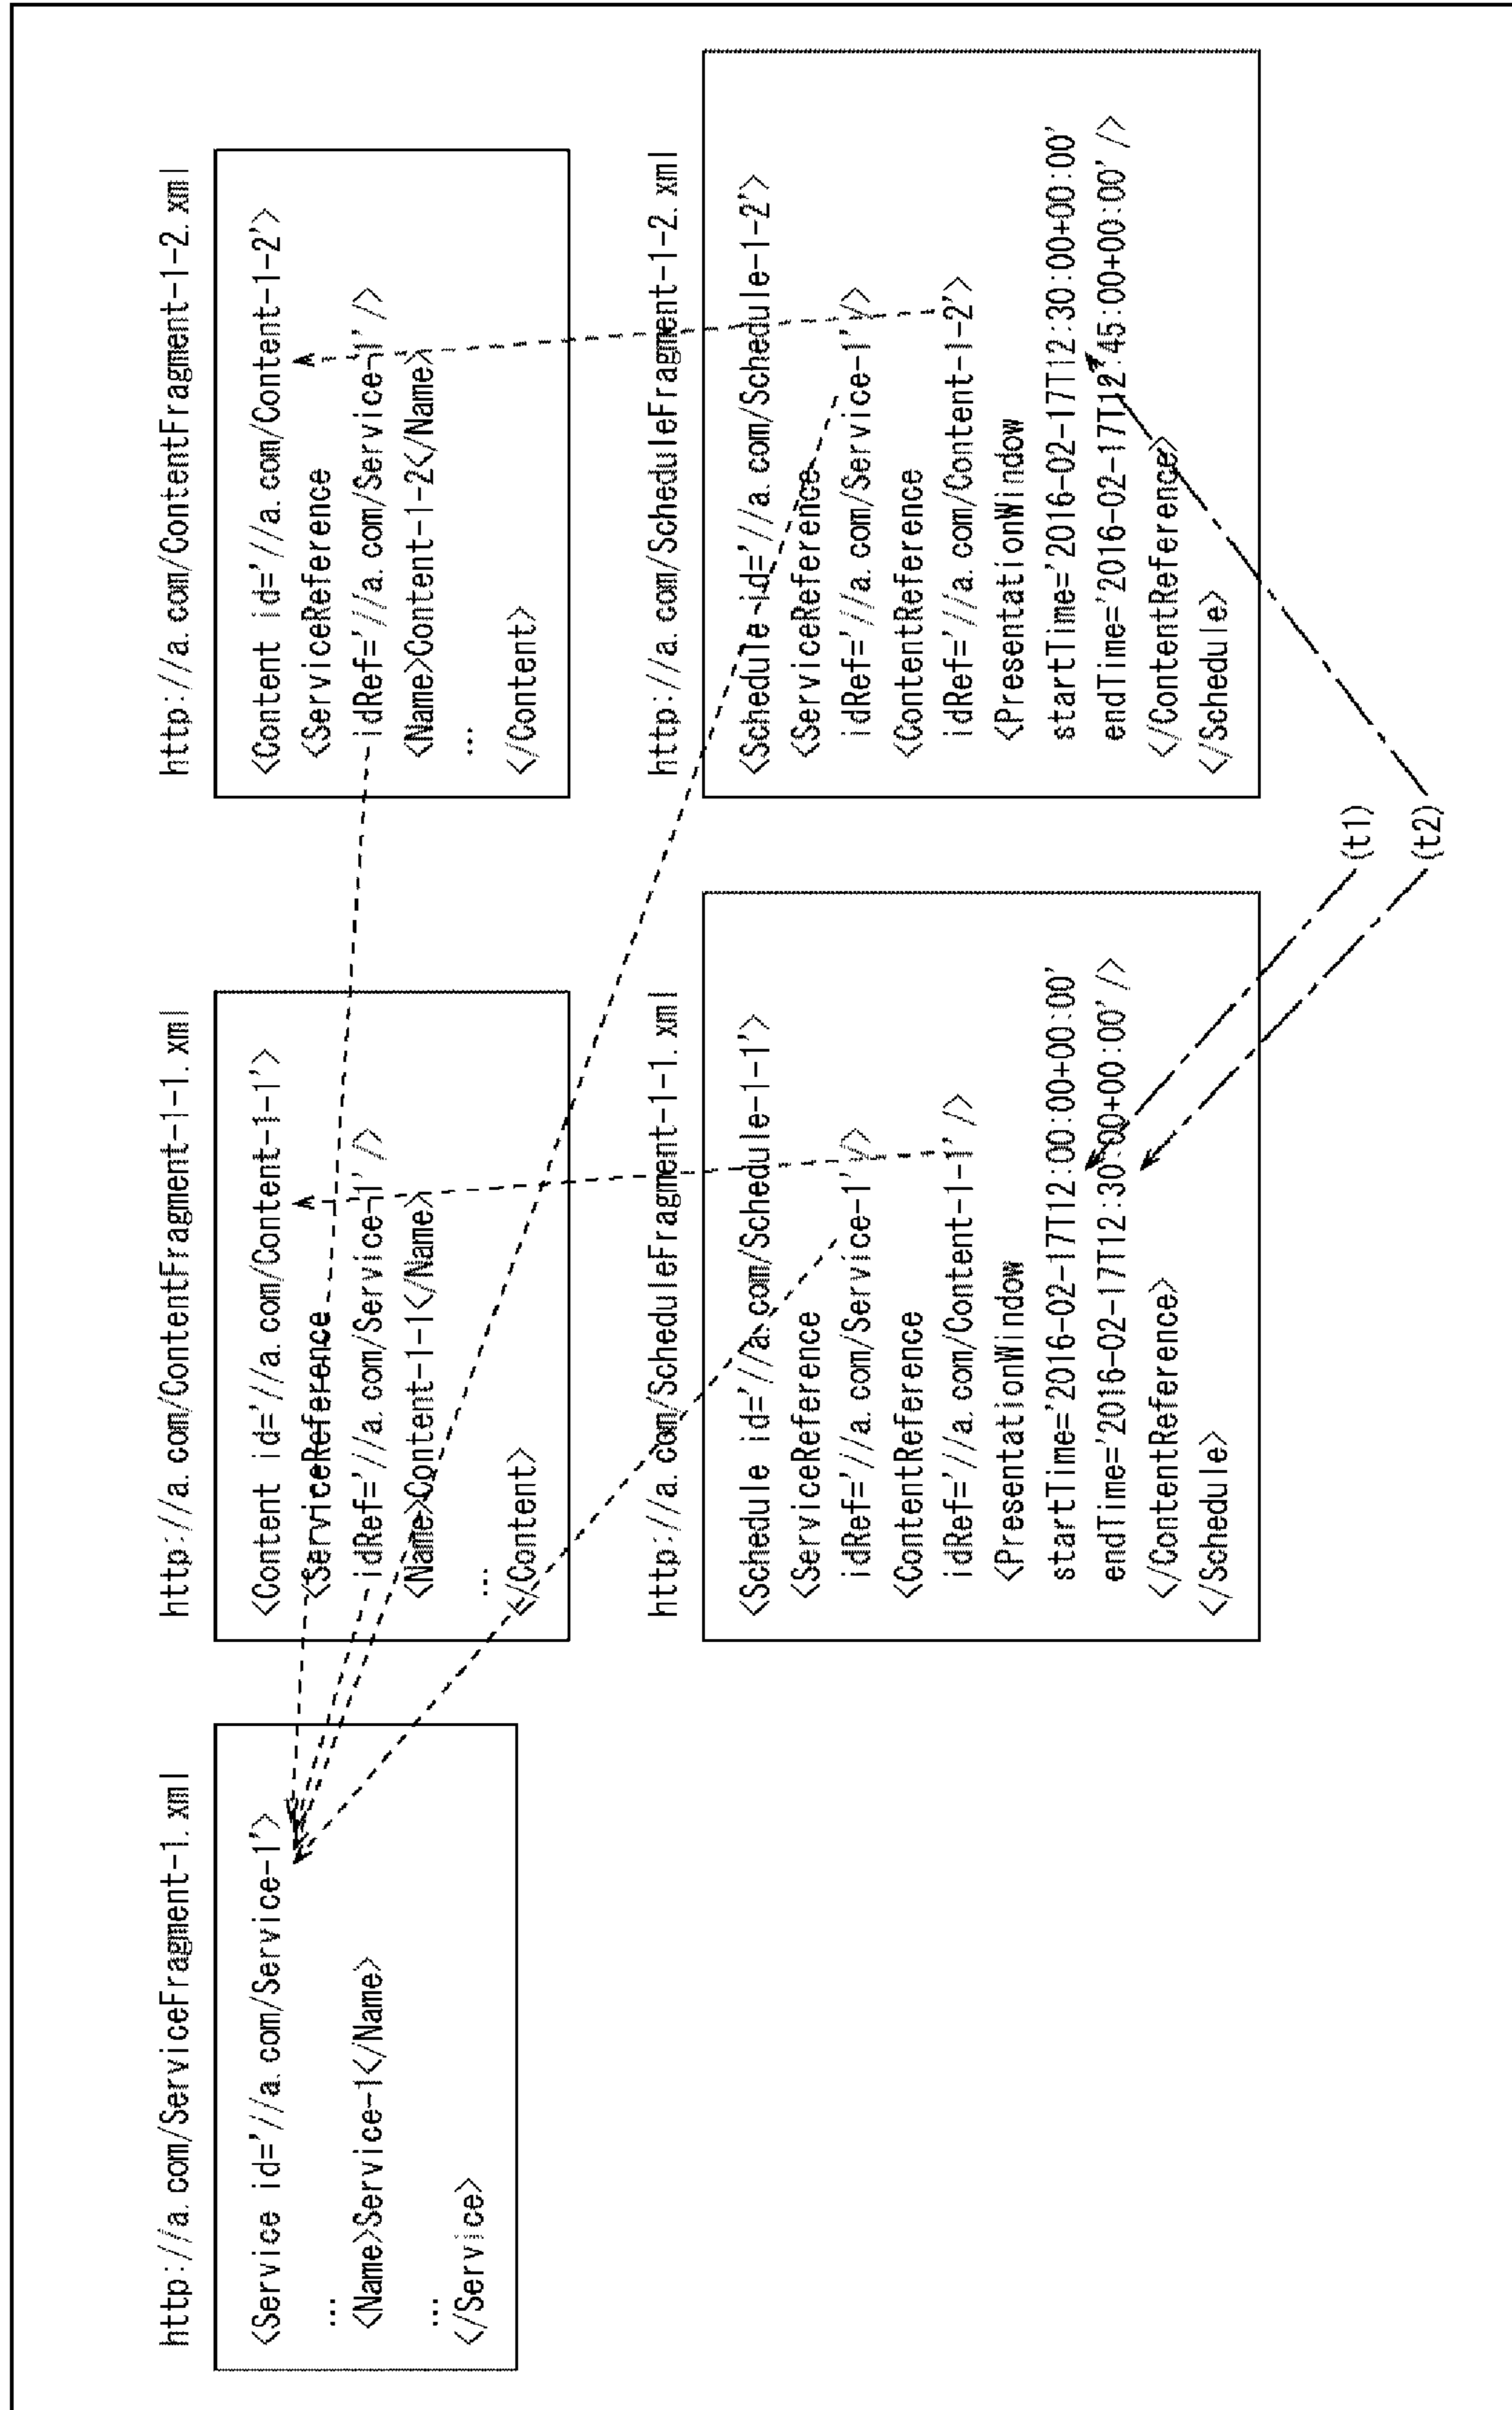 http://a.com/ServiceFragment-1.xml
<Service id='//a.com/Service-1'>
...
<Name>Service-1</Name>
...
</Service>
http://a.com/ContentFragment-1-1.xml
<Content id='//a.com/Content-1-1'>
<ServiceReference
idRef='//a.com/Service-1'/>
<Name>Content-1-1</Name>
...
</Content>
http://a.com/ContentFragment-1-2.xml
<Content id='//a.com/Content-1-2'>
<ServiceReference
idRef='//a.com/Service-1'/>
<Name>Content-1-2</Name>
...
</Content>
http://a.com/ScheduleFragment-1-1.xml
<Schedule id='//a.com/Schedule-1-1'>
<ServiceReference
idRef='//a.com/Service-1'/>
<ContentReference
idRef='//a.com/Content-1-1'/>
<PresentationWindow
startTime='2016-02-17T12:00:00+00:00'
endTime='2016-02-17T12:30:00+00:00'/>
</ContentReference>
</Schedule>
http://a.com/ScheduleFragment-1-2.xml
<Schedule id='//a.com/Schedule-1-2'>
<ServiceReference
idRef='//a.com/Service-1'/>
<ContentReference
idRef='//a.com/Content-1-2'>
<PresentationWindow
startTime='2016-02-17T12:30:00+00:00'
endTime='2016-02-17T12:45:00+00:00'/>
</ContentReference>
</Schedule>
(t1)
(t2)